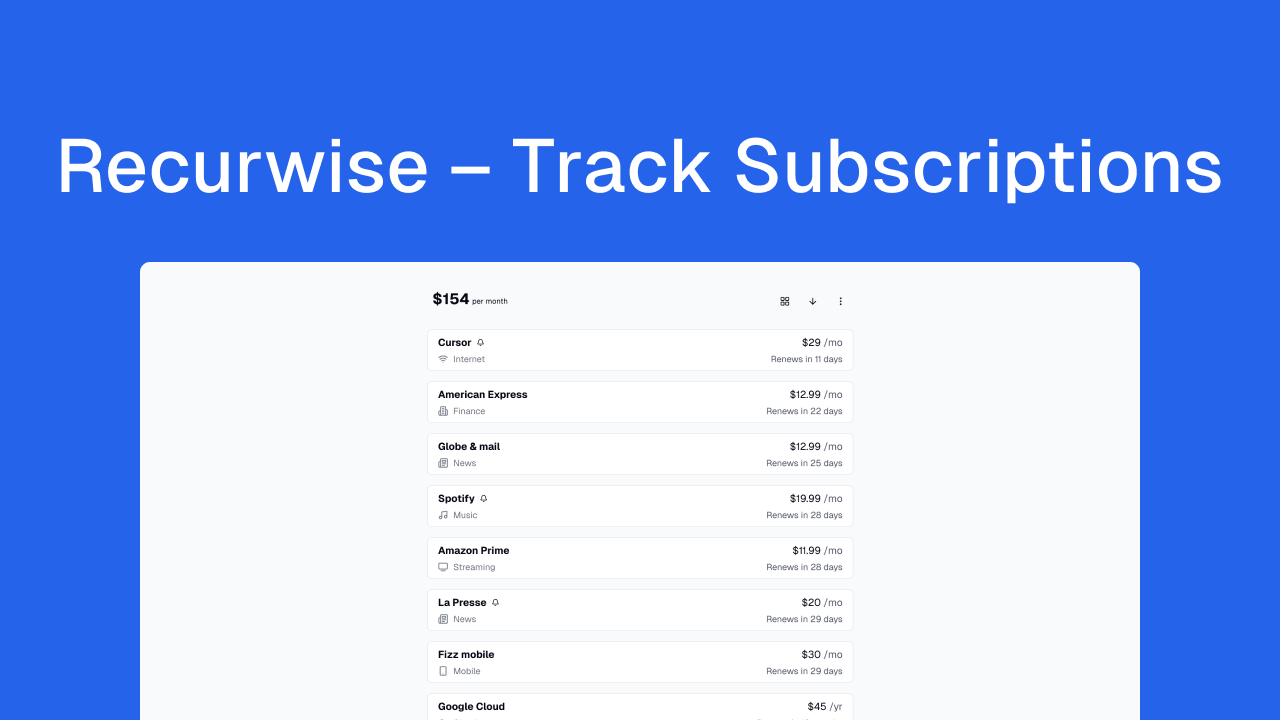 Recurwise – Track Subscriptions
$154 per month
Cursor $29 /mo
Internet Renews in 11 days
American Express $12.99 /mo
Finance Renews in 22 days
Globe & mail $12.99 /mo
News Renews in 25 days
Spotify $19.99 /mo
Music Renews in 28 days
Amazon Prime $11.99 /mo
Streaming Renews in 28 days
La Presse $20 /mo
News Renews in 29 days
Fizz mobile $30 /mo
Mobile Renews in 29 days
Google Cloud $45 /yr